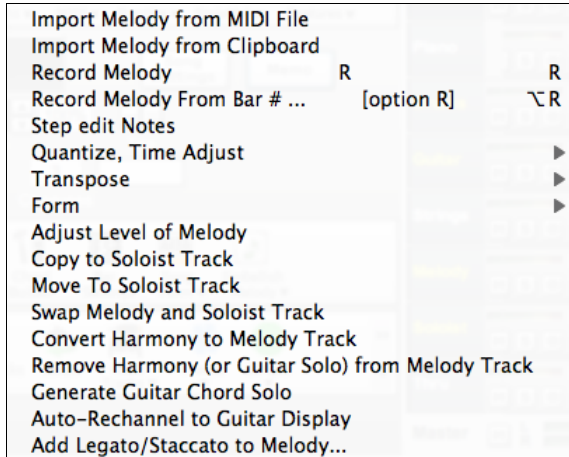 Import Melody from MIDI File
Import Melody from Clipboard
Record Melody R R
Record Melody From Bar # ... [option R] ⌥R
Step edit Notes
Quantize, Time Adjust
Transpose
Form
Adjust Level of Melody
Copy to Soloist Track
Move To Soloist Track
Swap Melody and Soloist Track
Convert Harmony to Melody Track
Remove Harmony (or Guitar Solo) from Melody Track
Generate Guitar Chord Solo
Auto-Rechannel to Guitar Display
Add Legato/Staccato to Melody...